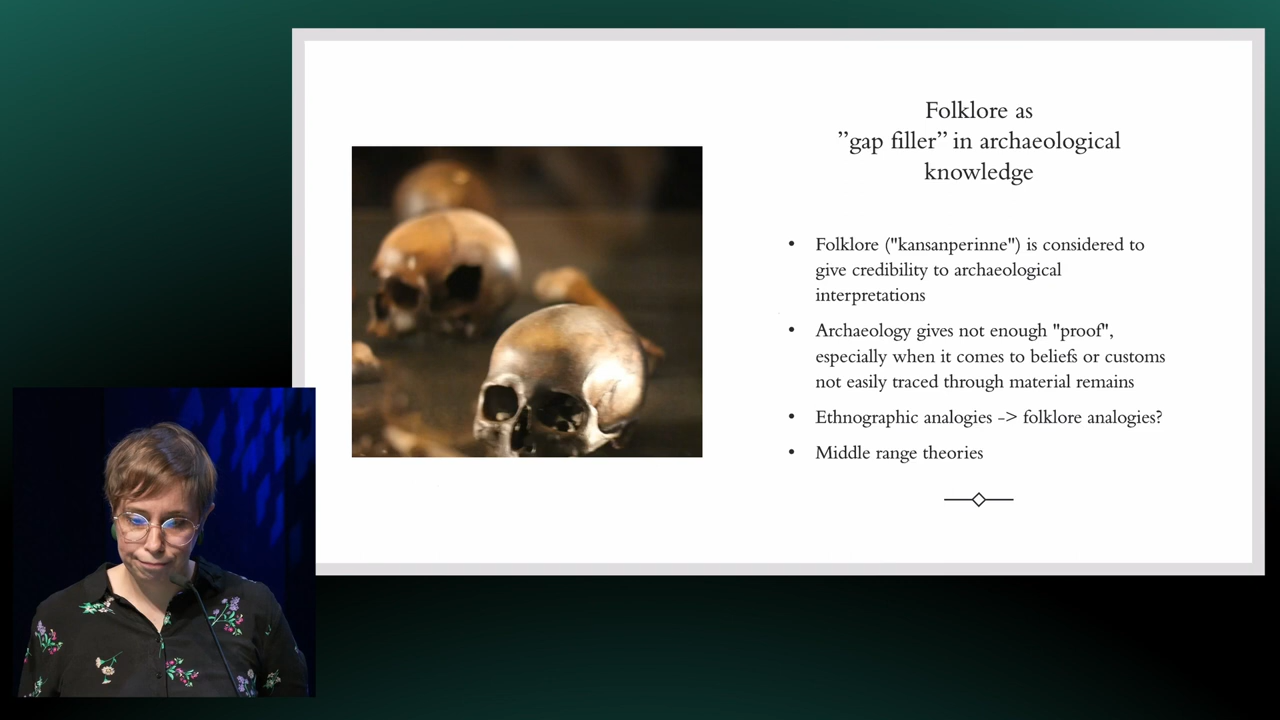 Folklore as
”gap filler” in archaeological
knowledge
• Folklore ("kansanperinne") is considered to
give credibility to archaeological
interpretations
• Archaeology gives not enough "proof",
especially when it comes to beliefs or customs
not easily traced through material remains
• Ethnographic analogies -> folklore analogies?
• Middle range theories